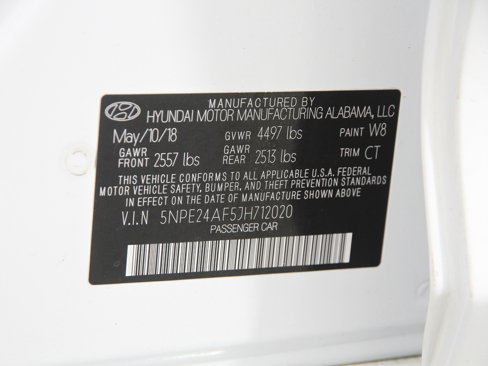 MANUFACTURED BY
HYUNDAI MOTOR MANUFACTURING ALABAMA, LLC
May/10/18 GVWR 4497 lbs PAINT W8
GAWR FRONT 2557 lbs GAWR REAR 2513 lbs TRIM CT
THIS VEHICLE CONFORMS TO ALL APPLICABLE U.S.A. FEDERAL
MOTOR VEHICLE SAFETY, BUMPER, AND THEFT PREVENTION STANDARDS
IN EFFECT ON THE DATE OF MANUFACTURE SHOWN ABOVE.
V.I.N 5NPE24AF5JH712020
PASSENGER CAR